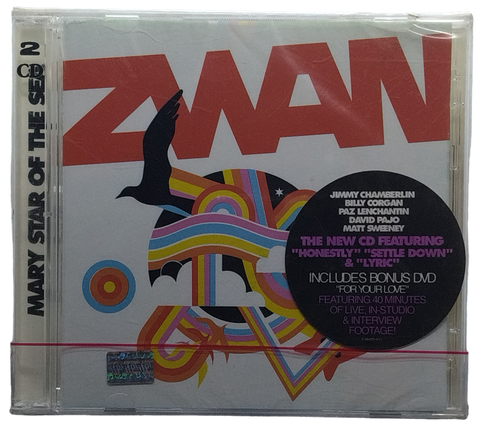 2
CD
MARY STAR OF THE SEA
ZWAN
JIMMY CHAMBERLIN
BILLY CORGAN
PAZ LENCHANTIN
DAVID PAJO
MATT SWEENEY
THE NEW CD FEATURING
"HONESTLY" "SETTLE DOWN"
& "LYRIC"
INCLUDES BONUS DVD
"FOR YOUR LOVE"
FEATURING 40 MINUTES
OF LIVE, IN-STUDIO
& INTERVIEW
FOOTAGE!